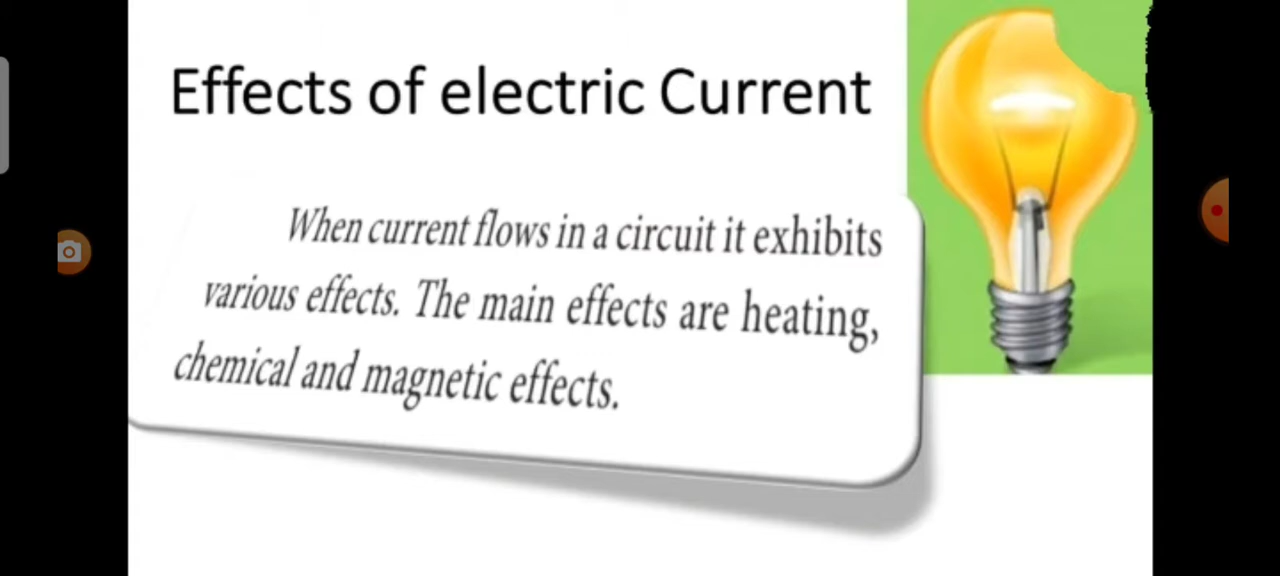 Effects of electric Current
When current flows in a circuit it exhibits
various effects. The main effects are heating,
chemical and magnetic effects.